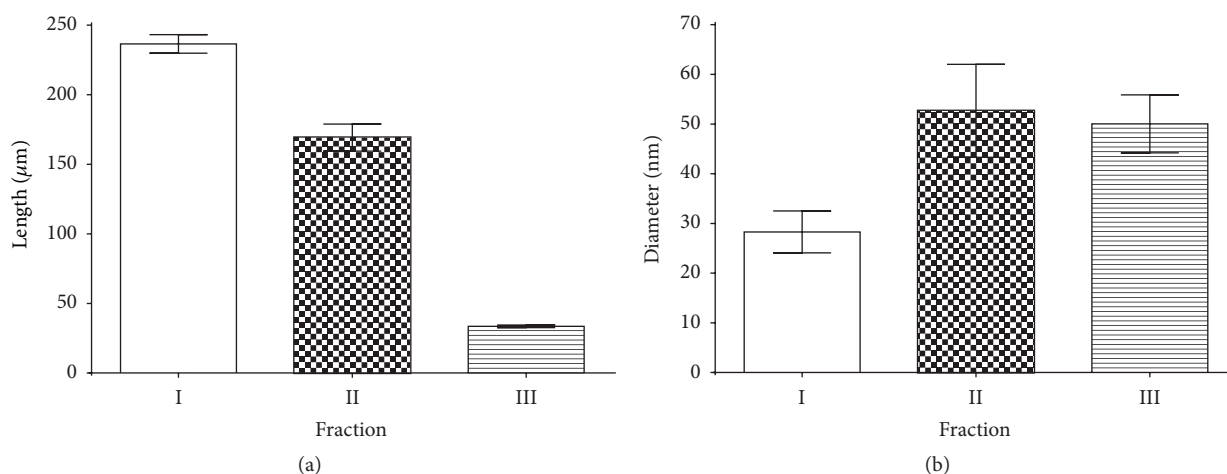 250
200
150
100
50
0
Length (μm)
I
II
III
Fraction
(a)
70
60
50
40
30
20
10
0
Diameter (nm)
I
II
III
Fraction
(b)